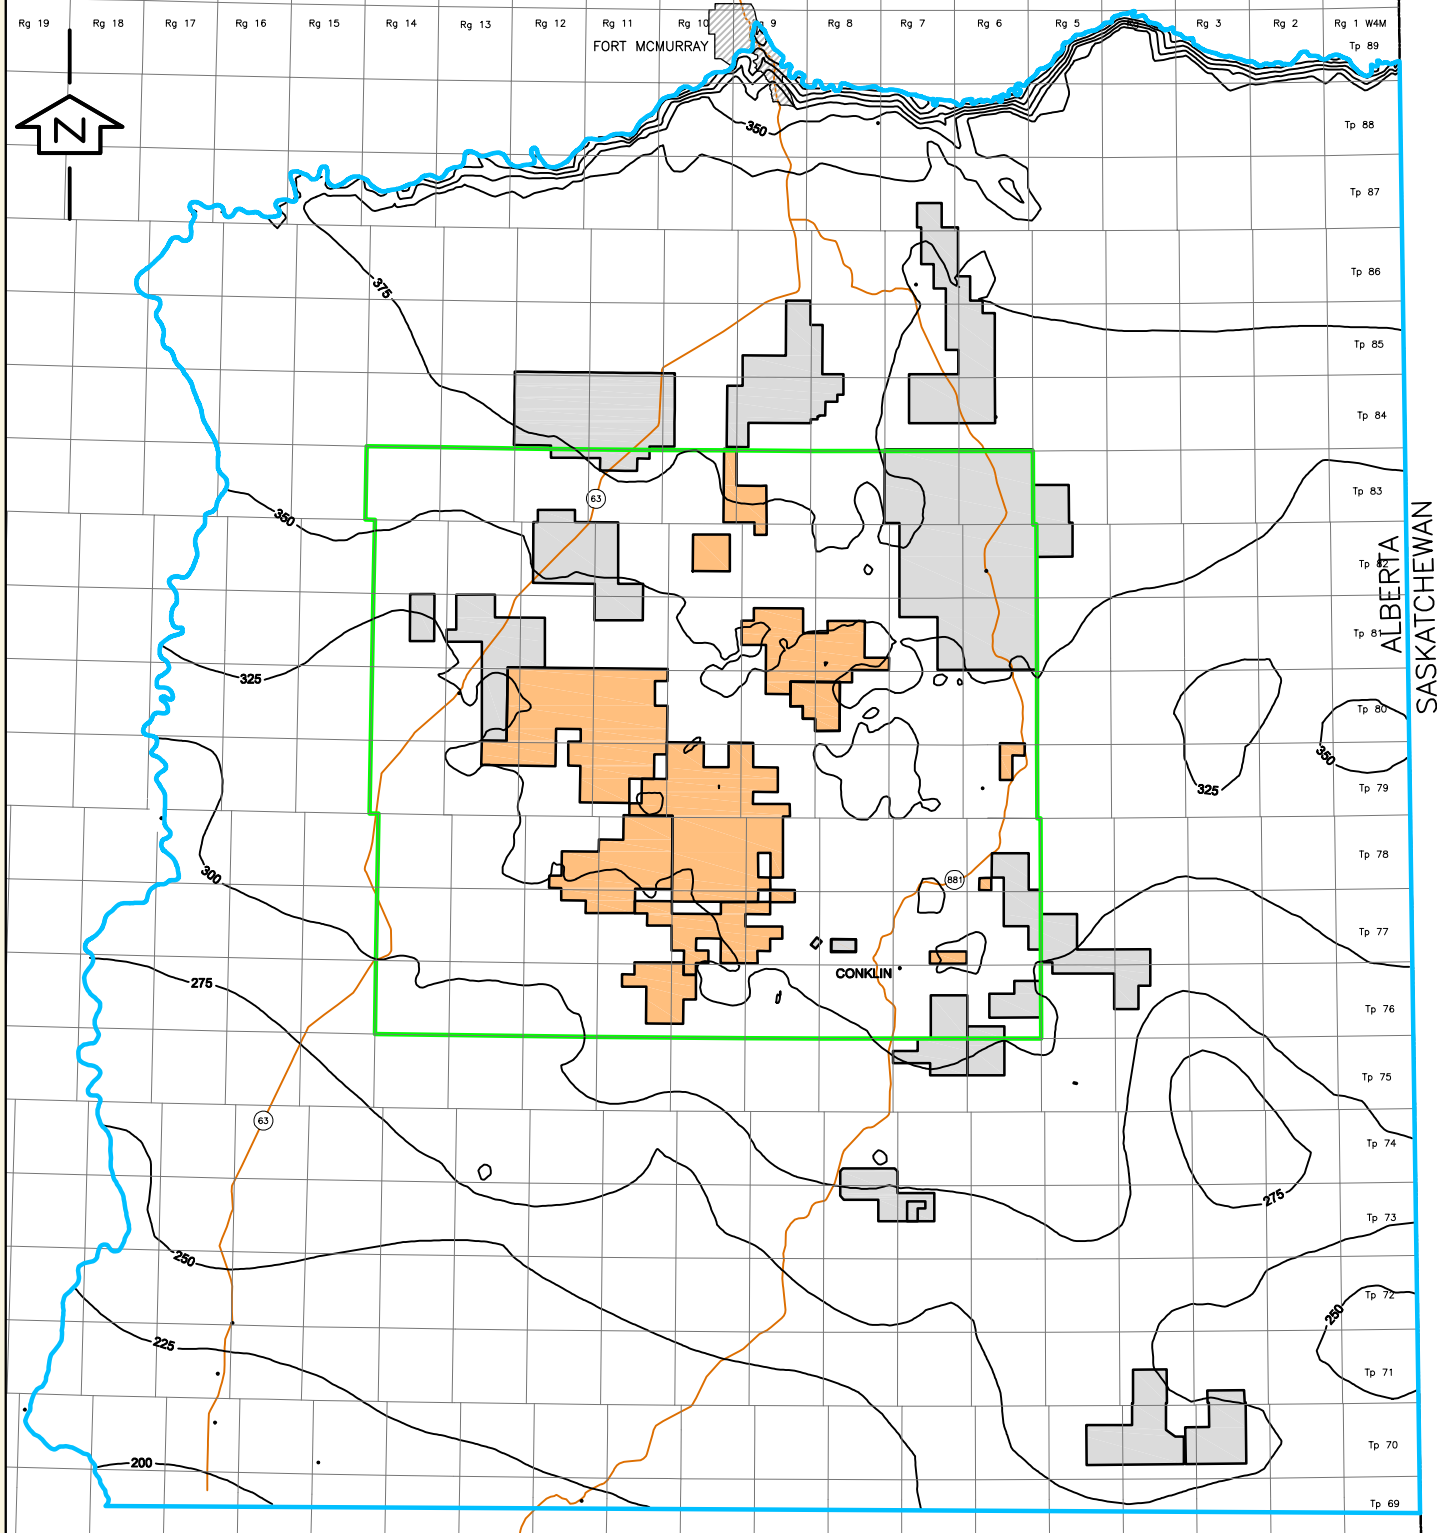 Rg 19 Rg 18 Rg 17 Rg 16 Rg 15 Rg 14 Rg 13 Rg 12 Rg 11 Rg 10 9 Rg 8 Rg 7 Rg 6 Rg 5 Rg 3 Rg 2 Rg 1 W4M
FORT MCMURRAY
Tp 89
350
Tp 88
N
Tp 87
Tp 86
375
Tp 85
Tp 84
Tp 83
63
350
ALBERTA
SASKATCHEWAN
Tp 82
Tp 81
325
Tp 80
350
325
Tp 79
Tp 78
300
881
Tp 77
CONKLIN
275
Tp 76
Tp 75
63
Tp 74
275
Tp 73
250
Tp 72
250
225
Tp 71
Tp 70
200
Tp 69